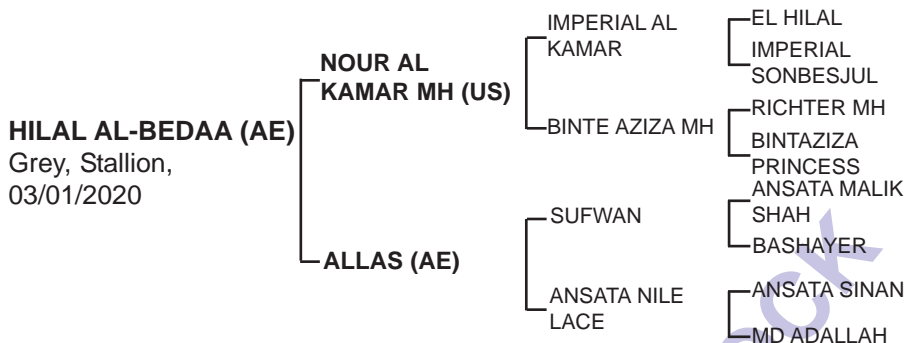 HILAL AL-BEDAA (AE)
Grey, Stallion,
03/01/2020
NOUR AL
KAMAR MH (US)
ALLAS (AE)
IMPERIAL AL
KAMAR
BINTE AZIZA MH
SUFWAN
ANSATA NILE
LACE
EL HILAL
IMPERIAL
SONBESJUL
RICHTER MH
BINTAZIZA
PRINCESS
ANSATA MALIK
SHAH
BASHAYER
ANSATA SINAN
MD ADALLAH
OCK